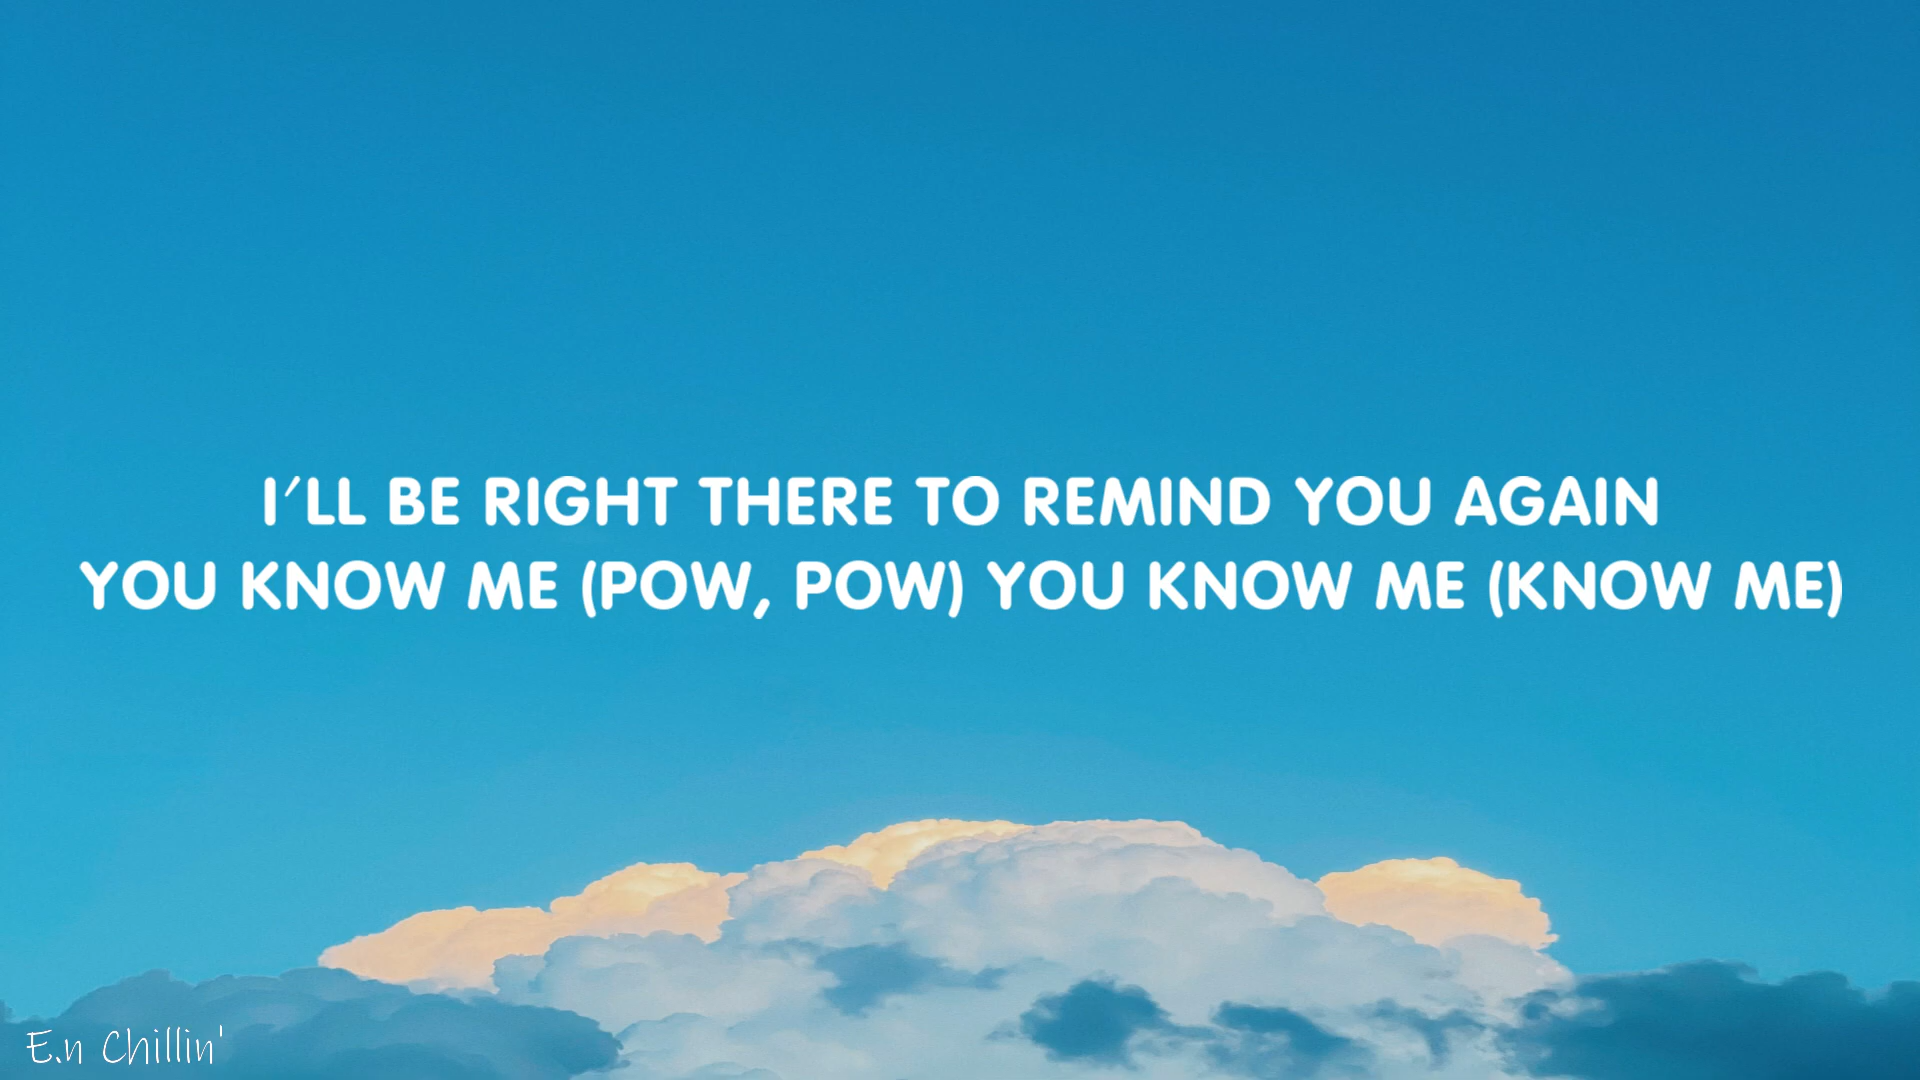 I'LL BE RIGHT THERE TO REMIND YOU AGAIN
YOU KNOW ME (POW, POW) YOU KNOW ME (KNOW ME)
E.n Chillin'